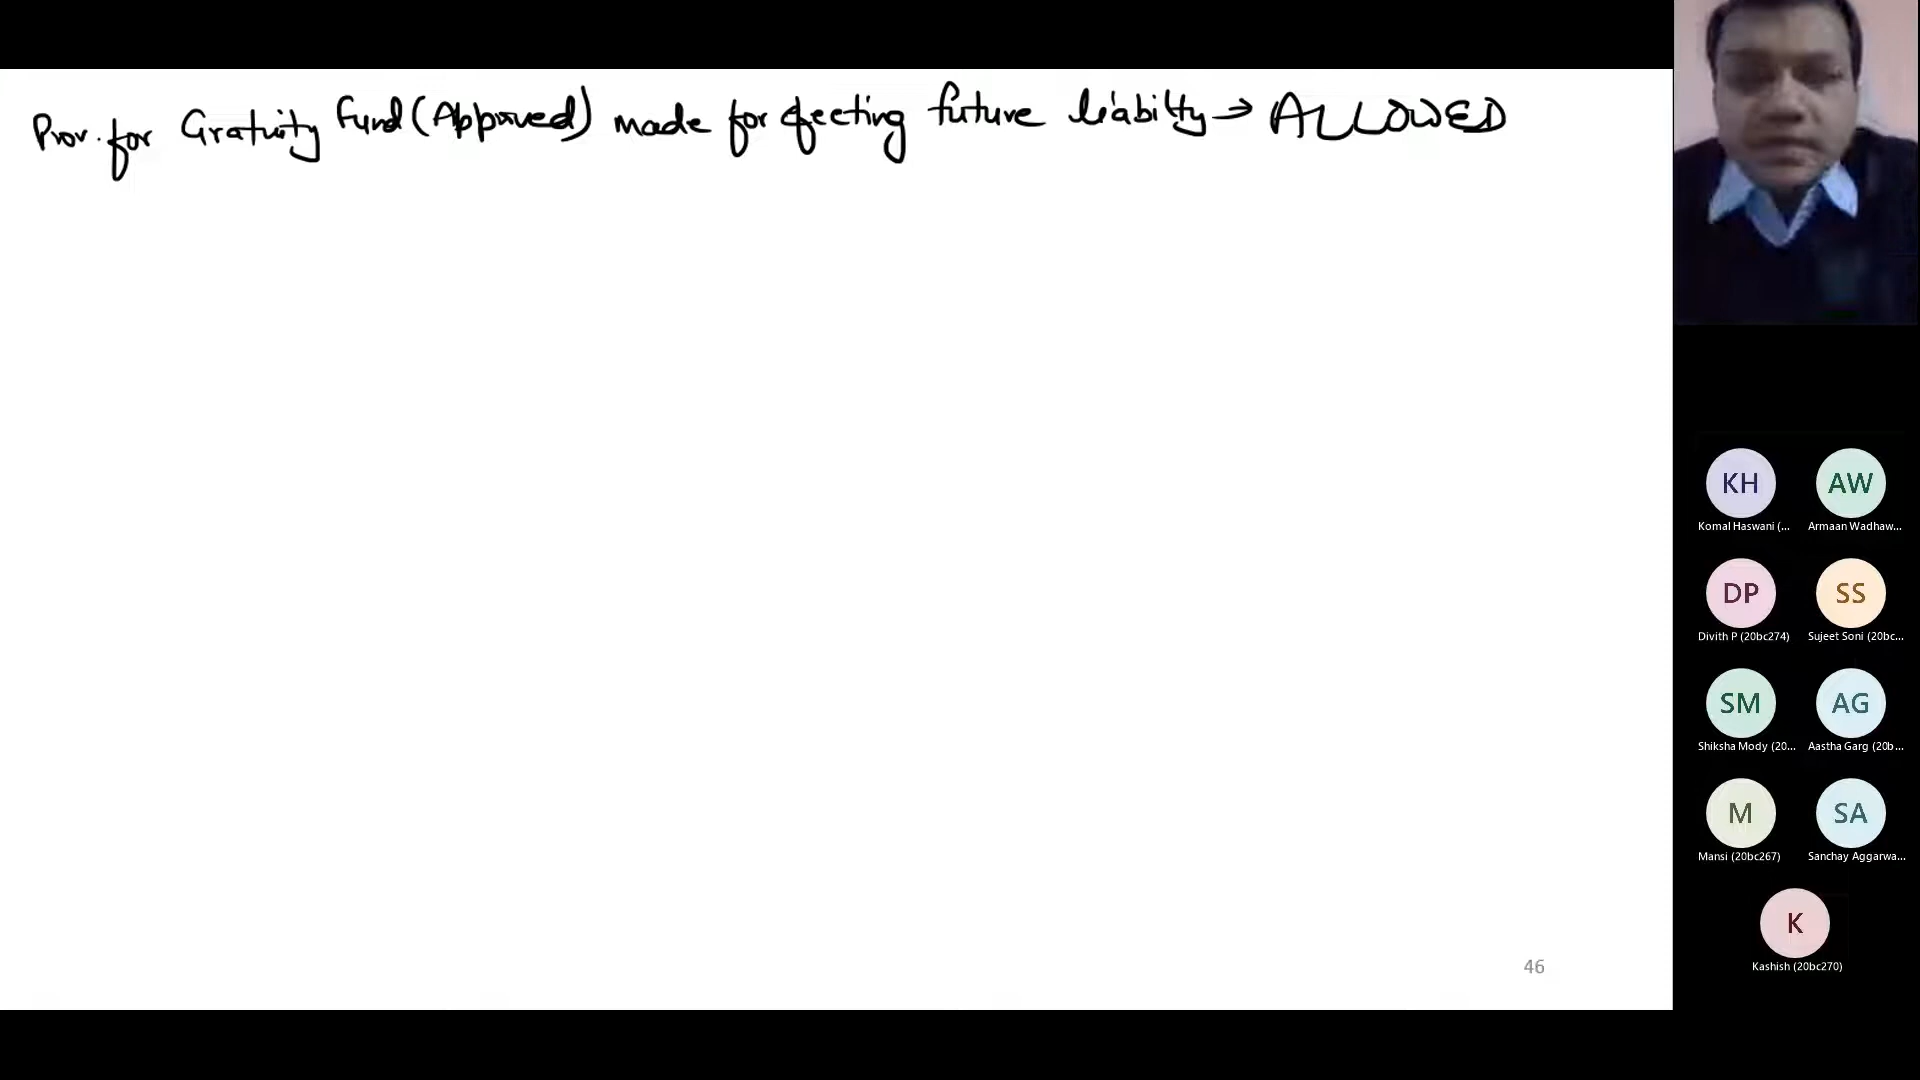 Prov. for Gratuity Fund (Approved) made for future liabilty → ALLOWED
KH
AW
Komal Haswani (...
Armaan Wadhaw...
DP
SS
Divith P (20bc274)
Sujeet Soni (20bc...
SM
AG
Shiksha Mody (20...
Aastha Garg (20b...
M
SA
Mansi (20bc267)
Sanchay Aggarwa...
K
Kashish (20bc270)
46